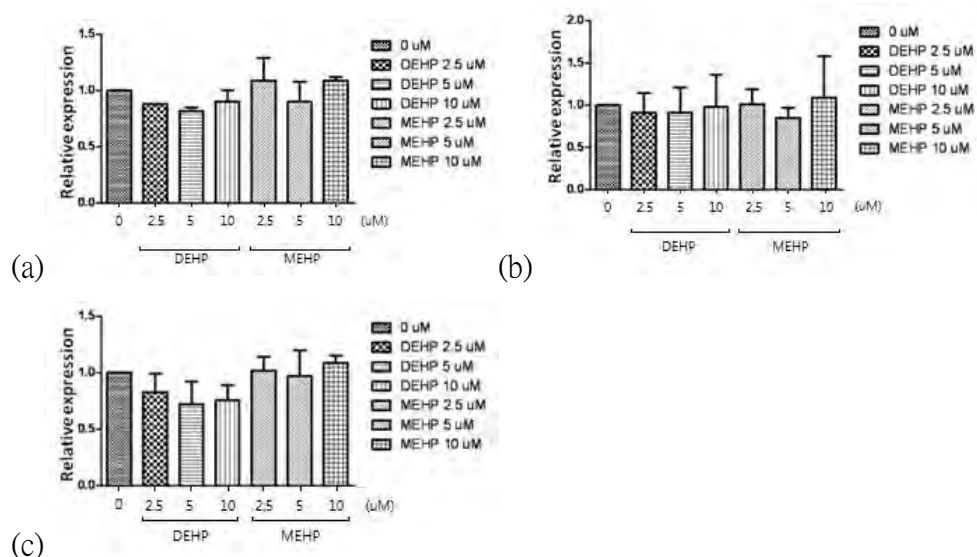 1.5
1.0
0.5
0.0
Relative expression
0 2.5 5 10 2.5 5 10 (uM)
DEHP MEHP
0 uM
DEHP 2.5 uM
DEHP 5 uM
DEHP 10 uM
MEHP 2.5 uM
MEHP 5 uM
MEHP 10 uM
(a)
2.0
1.5
1.0
0.5
0.0
Relative expression
0 2.5 5 10 2.5 5 10 (uM)
DEHP MEHP
0 uM
DEHP 2.5 uM
DEHP 5 uM
DEHP 10 uM
MEHP 2.5 uM
MEHP 5 uM
MEHP 10 uM
(b)
1.5
1.0
0.5
0.0
Relative expression
0 2.5 5 10 2.5 5 10 (uM)
DEHP MEHP
0 uM
DEHP 2.5 uM
DEHP 5 uM
DEHP 10 uM
MEHP 2.5 uM
MEHP 5 uM
MEHP 10 uM
(c)